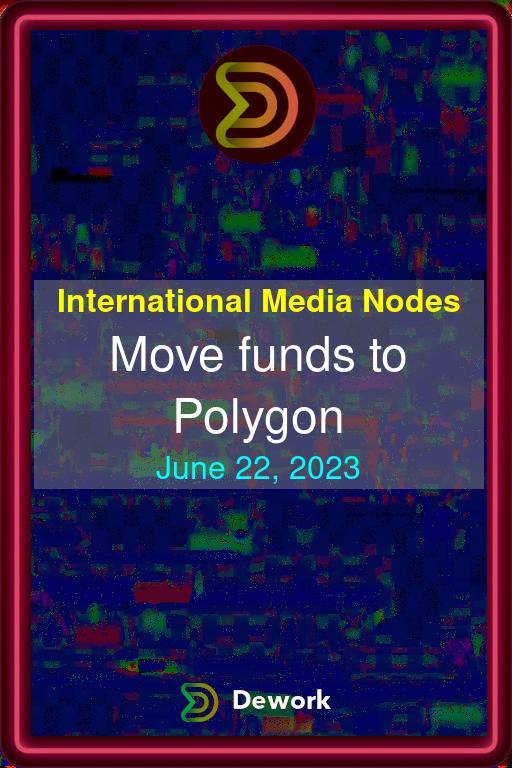 International Media Nodes
Move funds to
Polygon
June 22, 2023
Dework